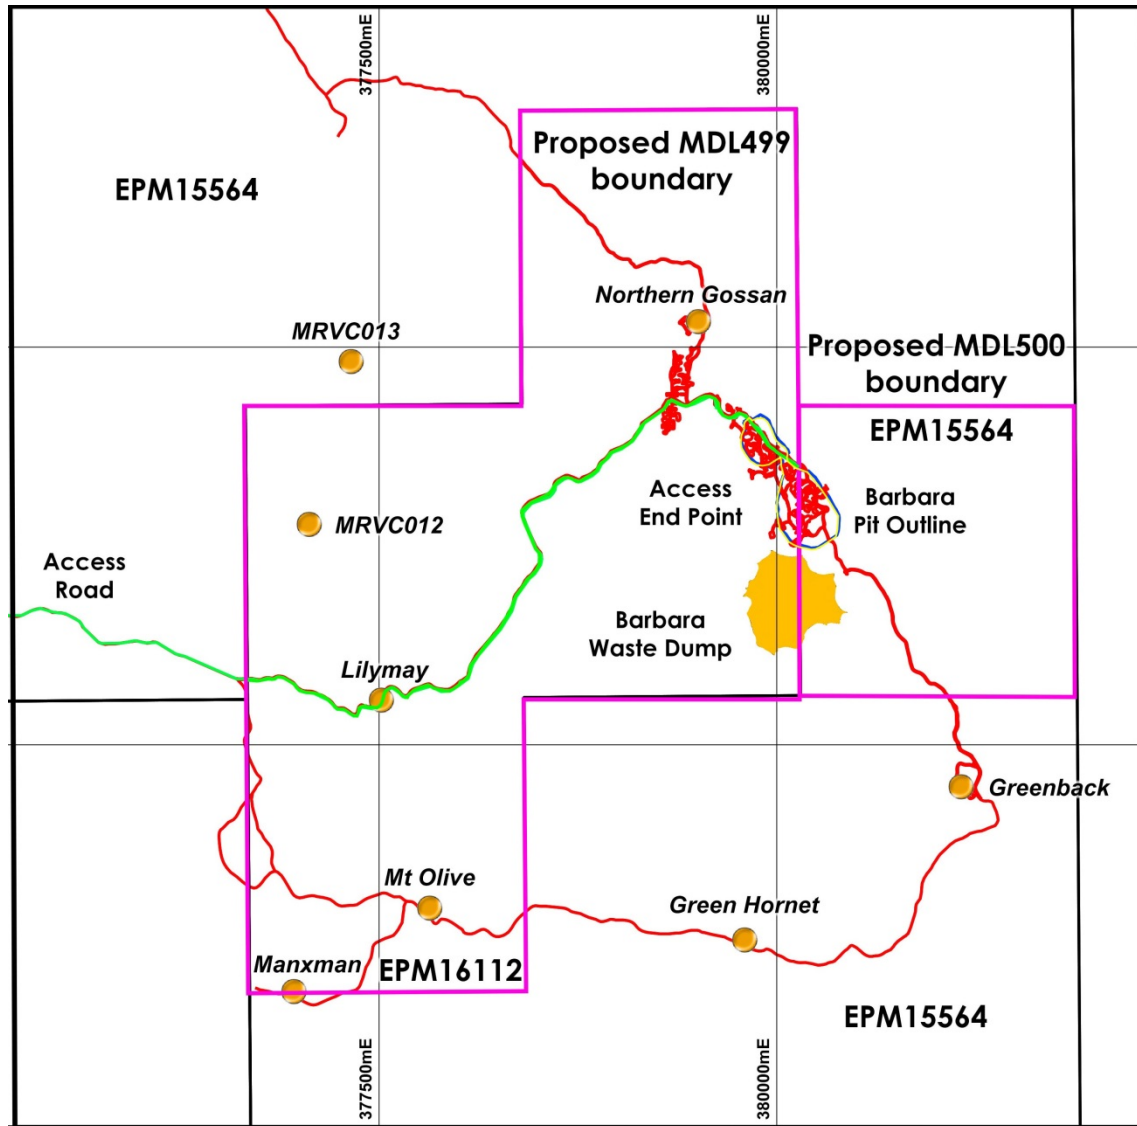 377500mE
380000mE
Proposed MDL499
boundary
EPM15564
Northern Gossan
MRVC013
Proposed MDL500
boundary
EPM15564
Access
End Point
Barbara
Pit Outline
MRVC012
Access
Road
Barbara
Waste Dump
Lilymay
Greenback
Mt Olive
Green Hornet
Manxman
EPM16112
EPM15564
377500mE
380000mE